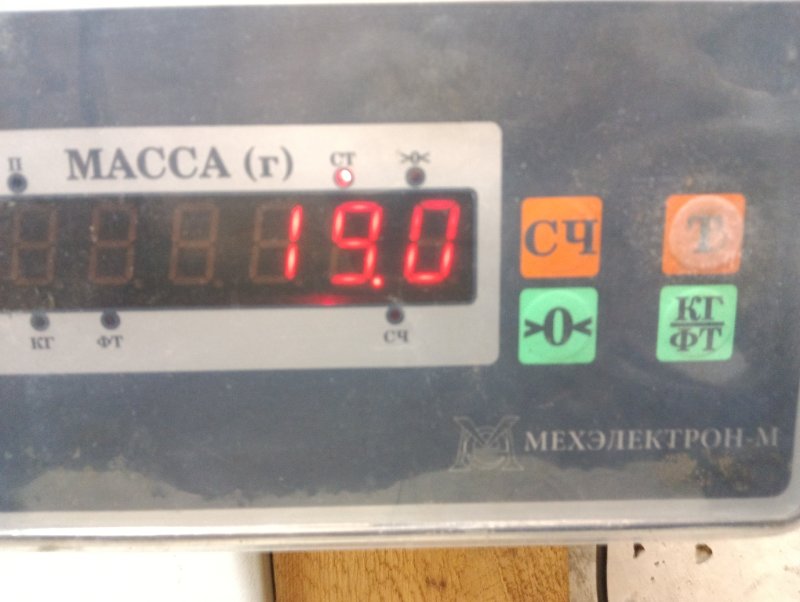 П МАССА (г) СТ >0<
19.0
КГ ФТ СЧ
СЧ Т
>0< КГ/ФТ
МЕХЭЛЕКТРОН-М